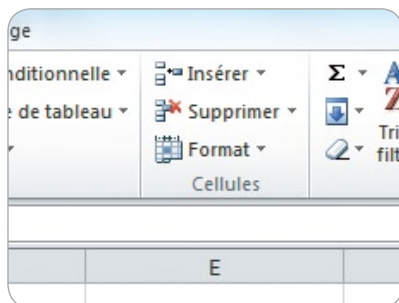 ge
nditionnelle
Insérer
Σ
A
e de tableau
Supprimer
Z
Format
Tri
filt
Cellules
E